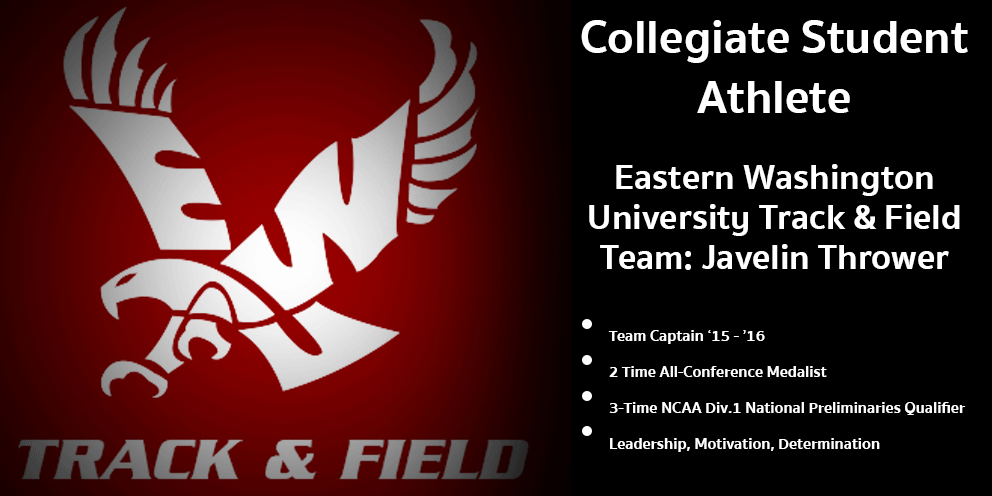 EWU
TRACK & FIELD
Collegiate Student
Athlete
Eastern Washington
University Track & Field
Team: Javelin Thrower
Team Captain ‘15 - ’16
2 Time All-Conference Medalist
3-Time NCAA Div.1 National Preliminaries Qualifier
Leadership, Motivation, Determination